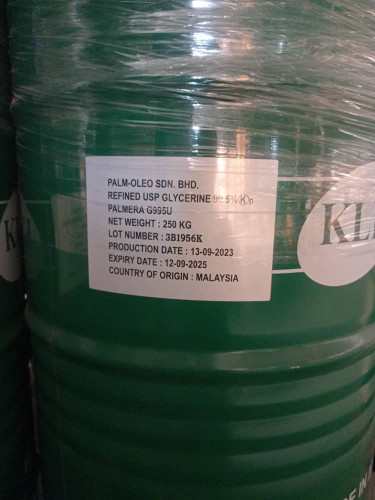 PALM-OLEO SDN. BHD.
REFINED USP GLYCERINE 99.5% Ⓚp
PALMERA G995U
NET WEIGHT : 250 KG
LOT NUMBER : 3B1956K
PRODUCTION DATE : 13-09-2023
EXPIRY DATE : 12-09-2025
COUNTRY OF ORIGIN : MALAYSIA